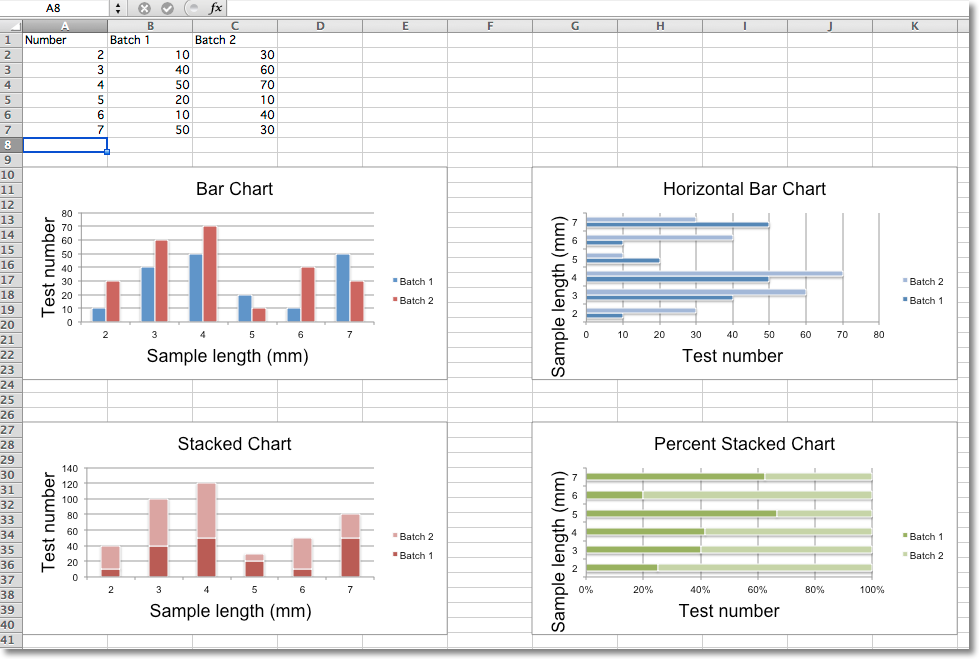 A8 fx
A B C D E F G H I J K
1 Number Batch 1 Batch 2
2 2 10 30
3 3 40 60
4 4 50 70
5 5 20 10
6 6 10 40
7 7 50 30
8
9
10
11
12
13
14
15
16
17
18
19
20
21
22
23
24
25
26
27
28
29
30
31
32
33
34
35
36
37
38
39
40
41
Bar Chart
Test number
80
70
60
50
40
30
20
10
0
2 3 4 5 6 7
Sample length (mm)
Batch 1
Batch 2
Horizontal Bar Chart
Sample length (mm)
7
6
5
4
3
2
0 10 20 30 40 50 60 70 80
Test number
Batch 2
Batch 1
Stacked Chart
Test number
140
120
100
80
60
40
20
0
2 3 4 5 6 7
Sample length (mm)
Batch 2
Batch 1
Percent Stacked Chart
Sample length (mm)
7
6
5
4
3
2
0% 20% 40% 60% 80% 100%
Test number
Batch 1
Batch 2